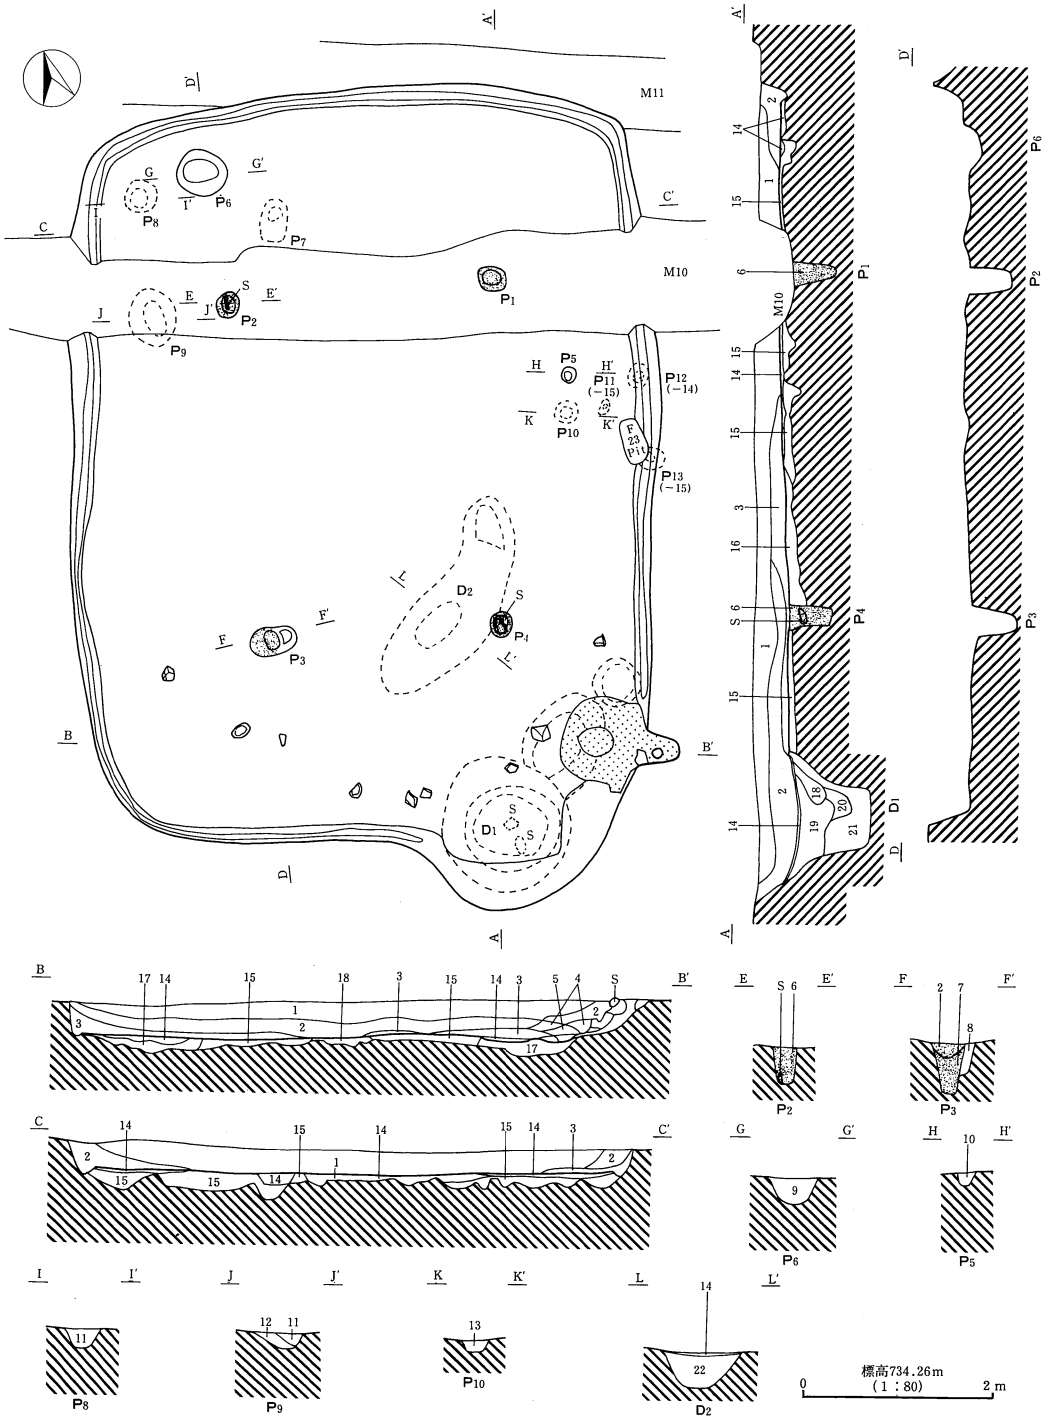 A'
D'
M11
G
G'
I
I'
P6
P8
P7
C
C'
M10
P1
S
E
E'
J
J'
P2
P9
P5
H
H'
P11
(−15)
P12
(−14)
K
K'
P10
F
23
Pit
P13
(−15)
L
D2
S
F
F'
P3
P4
L'
B
B'
S
D1
S
D
A
A'
2
14
1
15
6
P1
M10
15
14
15
3
16
6
S
P4
1
15
2
18
20
D1
14
19
21
A
D'
P6
P2
P3
D
B
17
14
15
18
3
15
14
3
5
4
S
B'
1
2
2
3
17
E
S
6
E'
P2
F
2
7
F'
8
P3
C
14
15
1
14
15
14
3
C'
2
2
15
15
14
G
G'
9
P6
H
10
H'
P5
I
I'
11
P8
J
J'
12
11
P9
K
K'
13
P10
L
14
L'
22
D2
標高734.26m
(1:80)
0
2 m